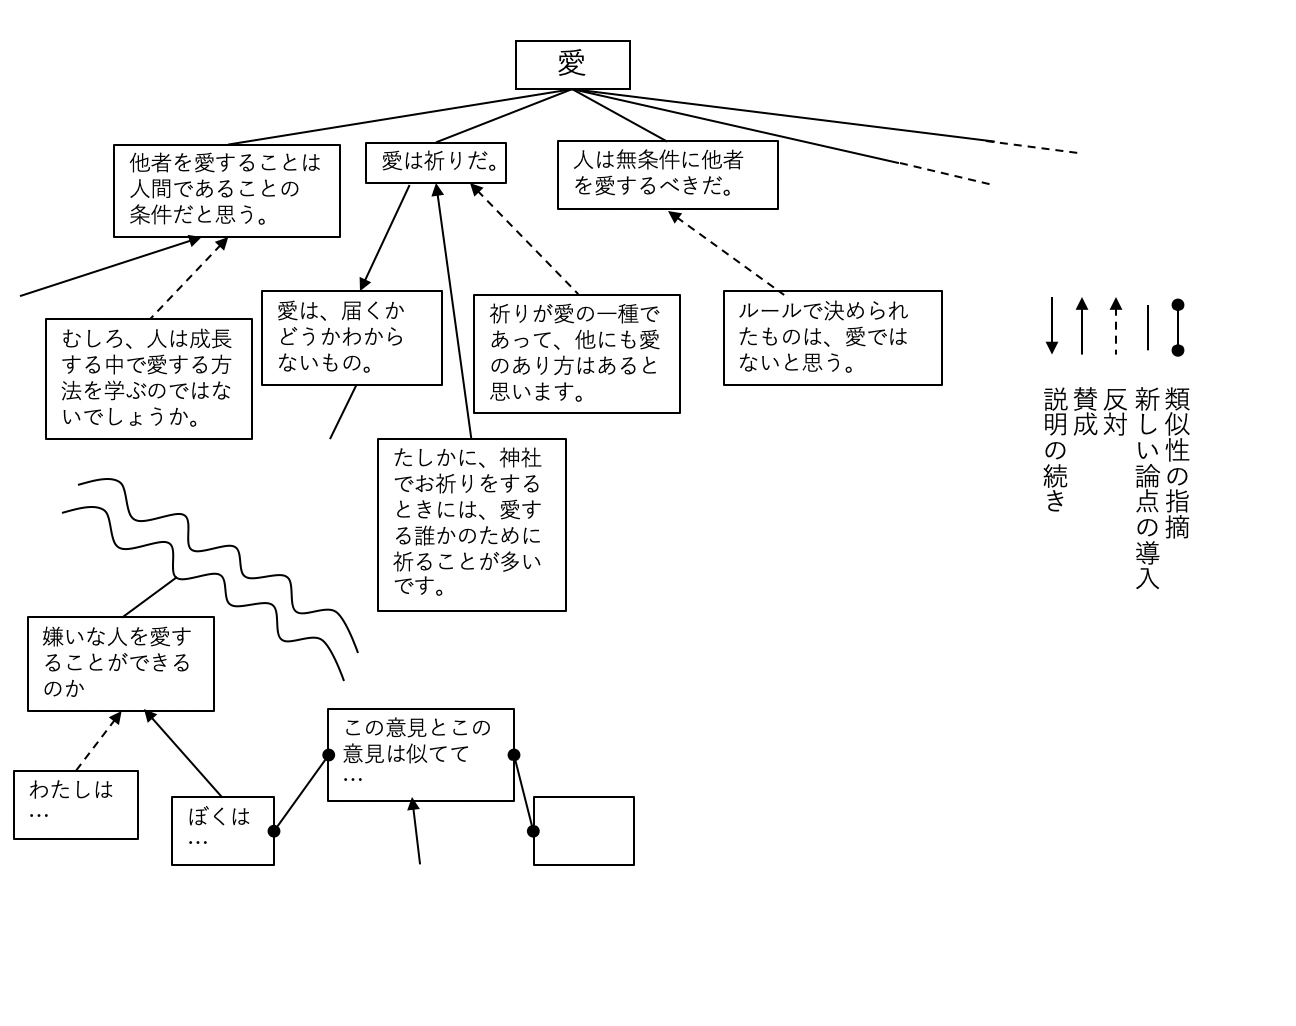 愛
他者を愛することは
人間であることの
条件だと思う。
愛は祈りだ。
人は無条件に他者
を愛するべきだ。
むしろ、人は成長
する中で愛する方
法を学ぶのではな
いでしょうか。
愛は、届くか
どうかわから
ないもの。
祈りが愛の一種で
あって、他にも愛
のあり方はあると
思います。
ルールで決められ
たものは、愛では
ないと思う。
たしかに、神社
でお祈りをする
ときには、愛す
る誰かのために
祈ることが多い
です。
嫌いな人を愛す
ることができる
のか
わたしは
…
ぼくは
…
この意見とこの
意見は似てて
…
類似性の指摘
新しい論点の導入
反対
賛成
説明の続き